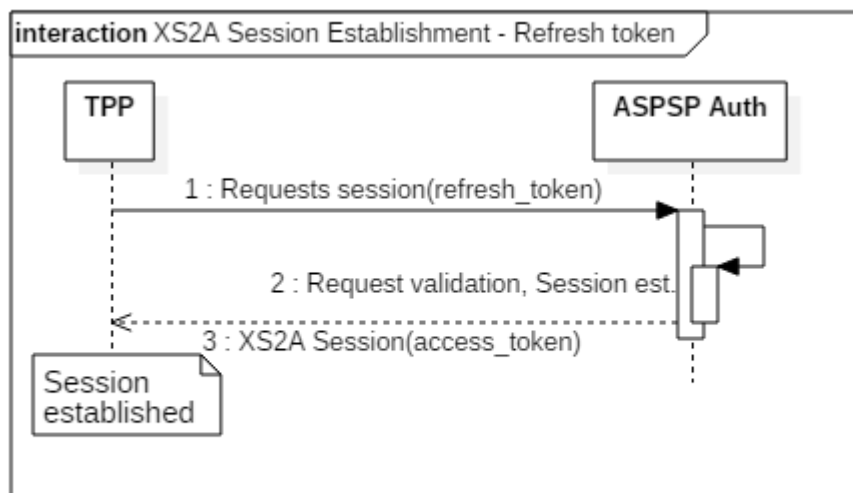 interaction XS2A Session Establishment - Refresh token
TPP
ASPSP Auth
1 : Requests session(refresh_token)
2 : Request validation, Session est.
3 : XS2A Session(access_token)
Session
established